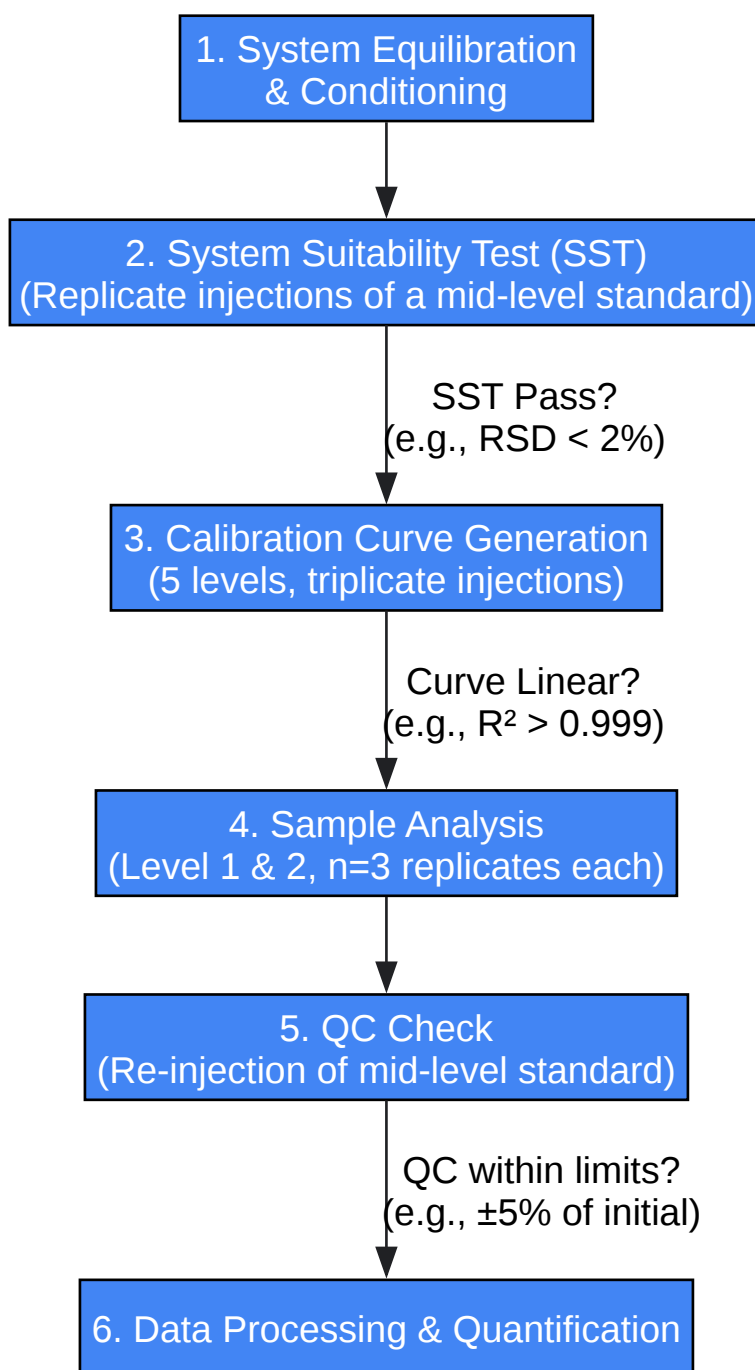 1. System Equilibration
& Conditioning
2. System Suitability Test (SST)
(Replicate injections of a mid-level standard)
SST Pass?
(e.g., RSD < 2%)
3. Calibration Curve Generation
(5 levels, triplicate injections)
Curve Linear?
(e.g., R² > 0.999)
4. Sample Analysis
(Level 1 & 2, n=3 replicates each)
5. QC Check
(Re-injection of mid-level standard)
QC within limits?
(e.g., ±5% of initial)
6. Data Processing & Quantification